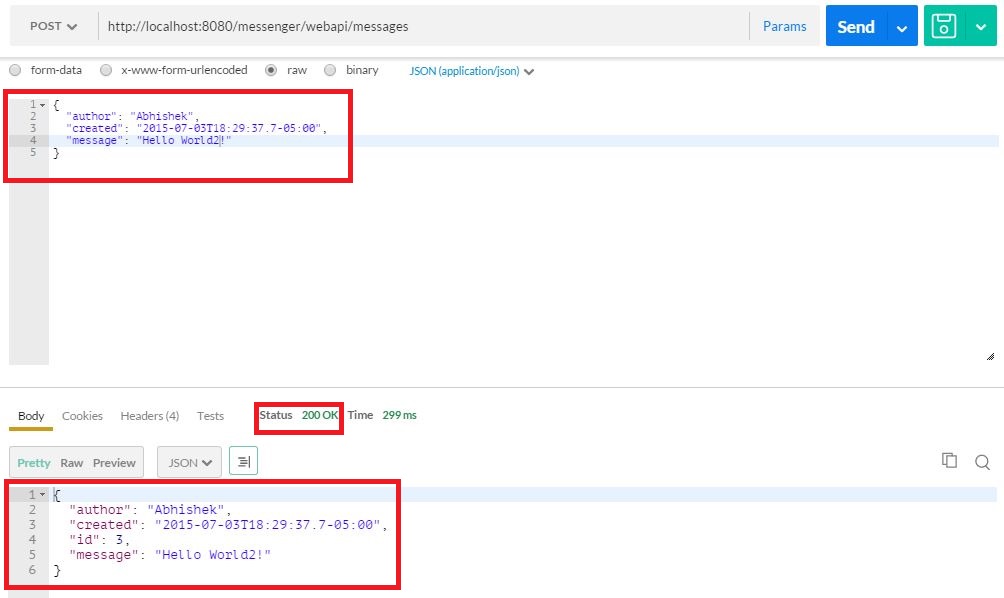 POST http://localhost:8080/messenger/webapi/messages Params Send
form-data x-www-form-urlencoded raw binary JSON (application/json)
1 {
2 "author": "Abhishek",
3 "created": "2015-07-03T18:29:37.7-05:00",
4 "message": "Hello World2!"
5 }
Body Cookies Headers (4) Tests Status 200 OK Time 299 ms
Pretty Raw Preview JSON
1 {
2 "author": "Abhishek",
3 "created": "2015-07-03T18:29:37.7-05:00",
4 "id": 3,
5 "message": "Hello World2!"
6 }